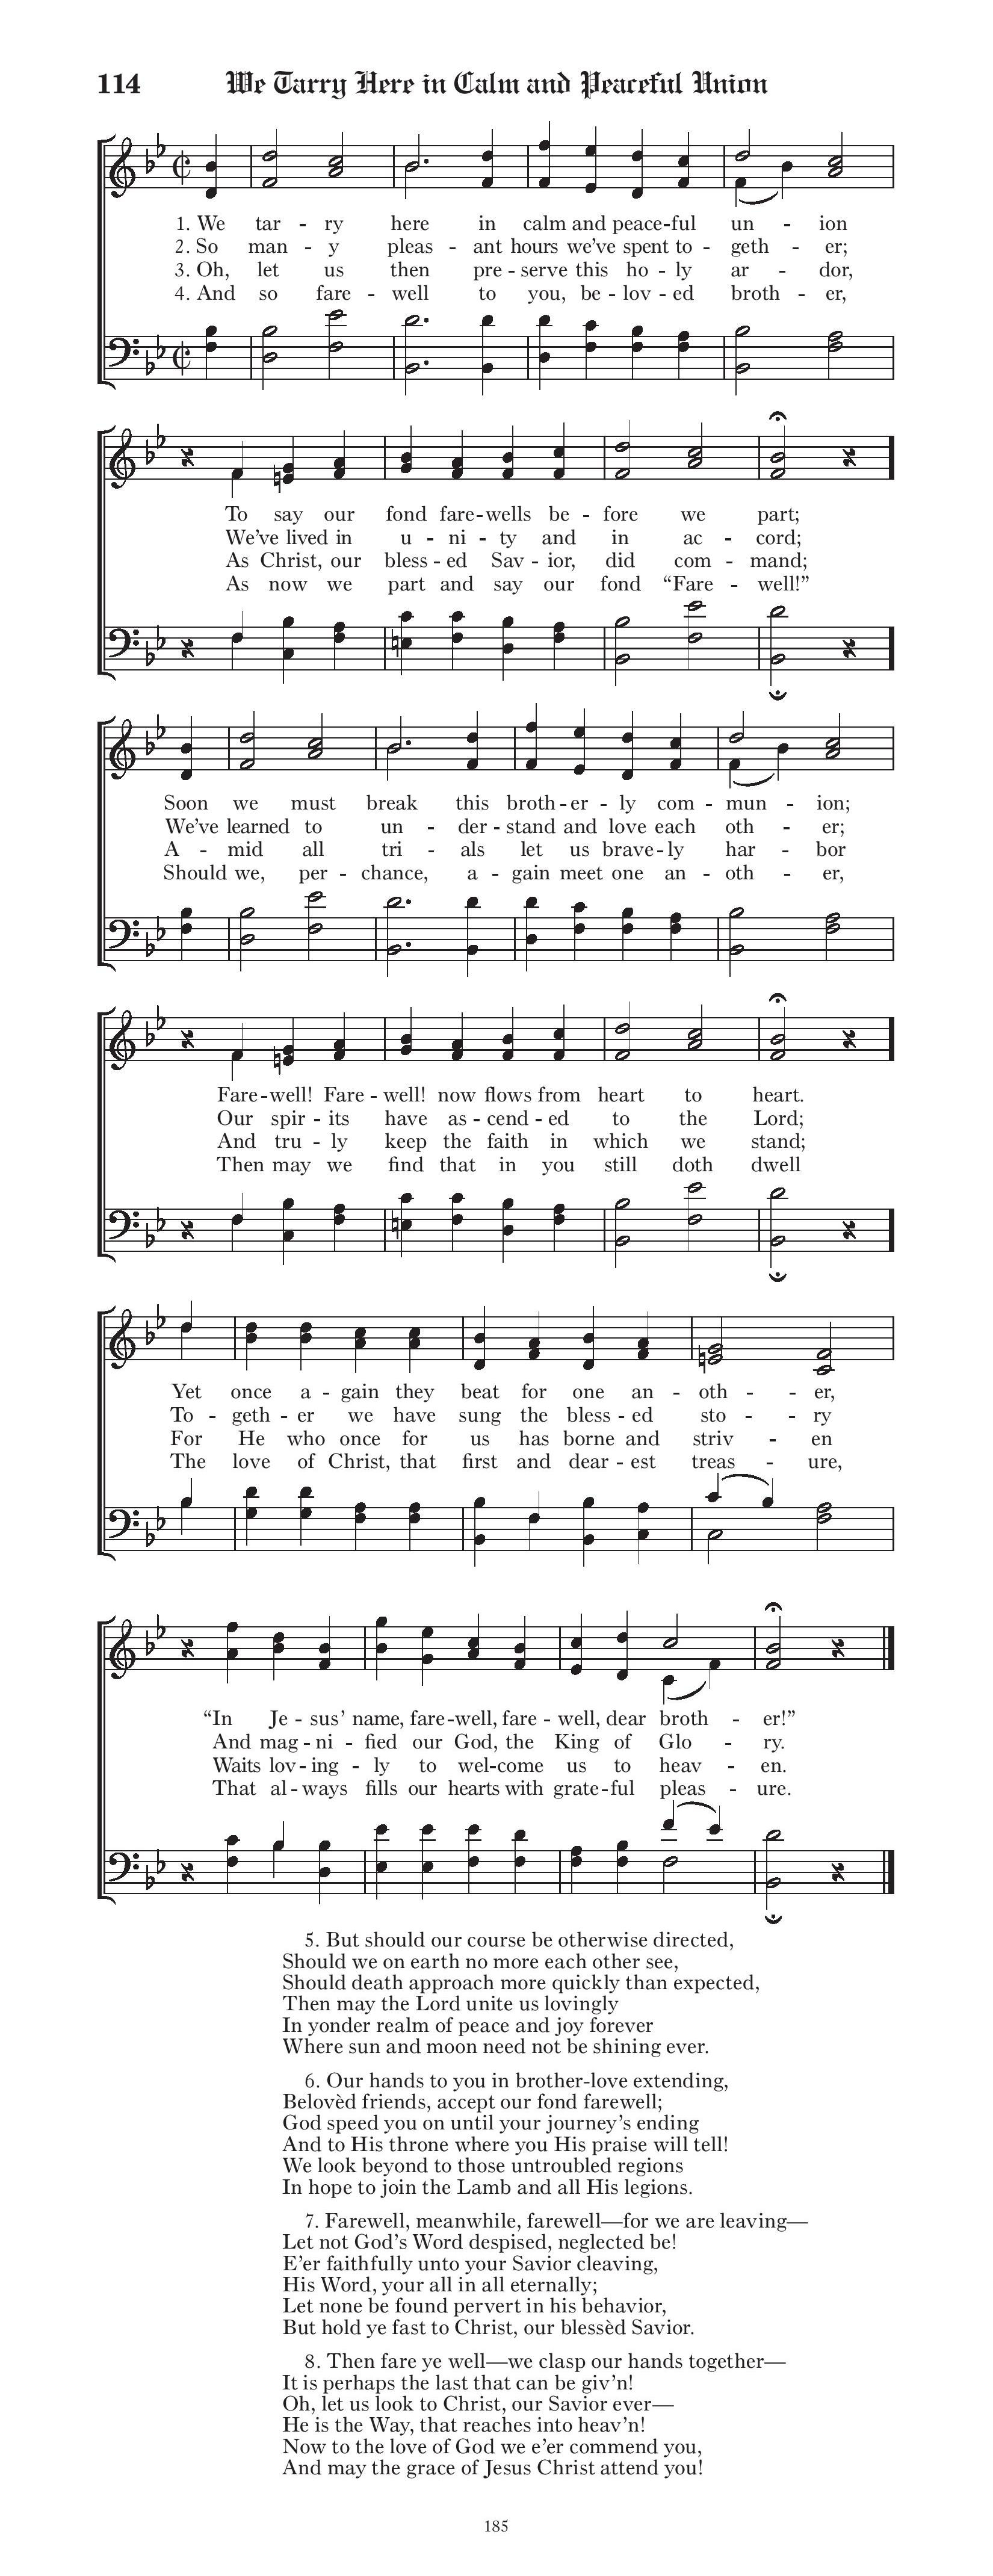 114 We Tarry Here in Calm and Peaceful Union
1. We tar - ry here in calm and peace-ful un - ion
2. So man - y pleas - ant hours we've spent to - geth - er;
3. Oh, let us then pre - serve this ho - ly ar - dor,
4. And so fare - well to you, be - lov - ed broth - er,
To say our fond fare-wells be - fore we part;
We've lived in u - ni - ty and in ac - cord;
As Christ, our bless - ed Sav - ior, did com - mand;
As now we part and say our fond “Fare - well!”
Soon we must break this broth - er - ly com - mun - ion;
We've learned to un - der - stand and love each oth - er;
A - mid all tri - als let us brave - ly har - bor
Should we, per - chance, a - gain meet one an - oth - er,
Fare-well! Fare - well! now flows from heart to heart.
Our spir - its have as - cend - ed to the Lord;
And tru - ly keep the faith in which we stand;
Then may we find that in you still doth dwell
Yet once a - gain they beat for one an - oth - er,
To - geth - er we have sung the bless - ed sto - ry
For He who once for us has borne and striv - en
The love of Christ, that first and dear - est treas - ure,
“In Je - sus’ name, fare-well, fare - well, dear broth - er!”
And mag - ni - fied our God, the King of Glo - ry.
Waits lov - ing - ly to wel-come us to heav - en.
That al - ways fills our hearts with grate-ful pleas - ure.
5. But should our course be otherwise directed,
Should we on earth no more each other see,
Should death approach more quickly than expected,
Then may the Lord unite us lovingly
In yonder realm of peace and joy forever
Where sun and moon need not be shining ever.
6. Our hands to you in brother-love extending,
Belovèd friends, accept our fond farewell;
God speed you on until your journey's ending
And to His throne where you His praise will tell!
We look beyond to those untroubled regions
In hope to join the Lamb and all His legions.
7. Farewell, meanwhile, farewell—for we are leaving—
Let not God's Word despised, neglected be!
E'er faithfully unto your Savior cleaving,
His Word, your all in all eternally;
Let none be found pervert in his behavior,
But hold ye fast to Christ, our blessèd Savior.
8. Then fare ye well—we clasp our hands together—
It is perhaps the last that can be giv'n!
Oh, let us look to Christ, our Savior ever—
He is the Way, that reaches into heav'n!
Now to the love of God we e'er commend you,
And may the grace of Jesus Christ attend you!
185